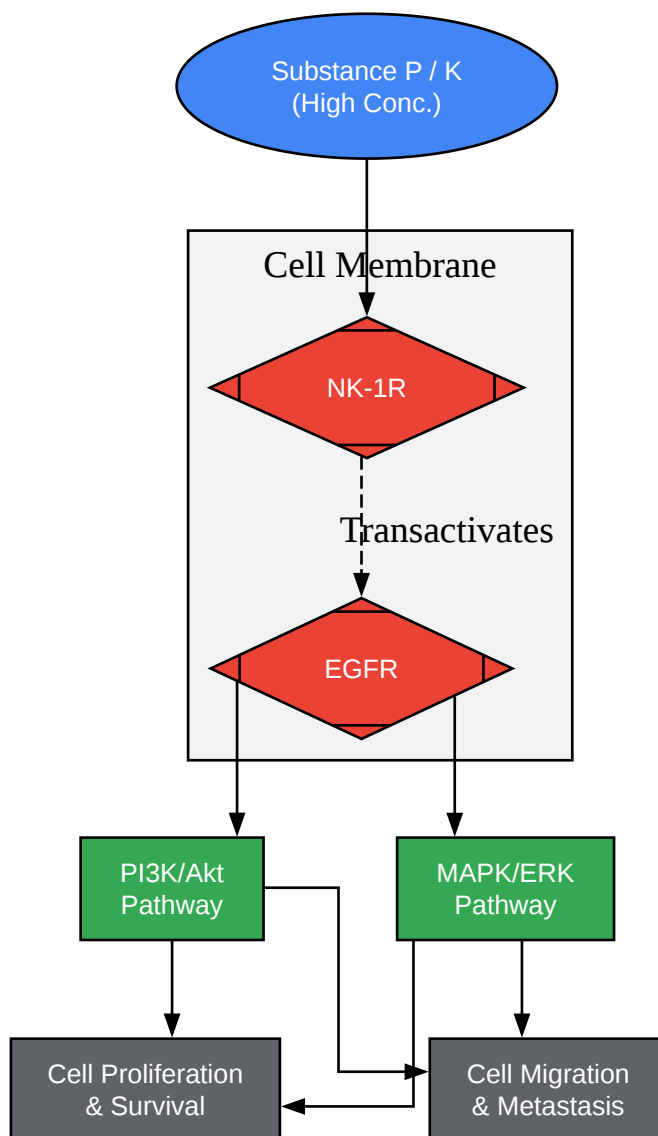 Substance P / K
(High Conc.)
Cell Membrane
NK-1R
Transactivates
EGFR
PI3K/Akt
Pathway
MAPK/ERK
Pathway
Cell Proliferation
& Survival
Cell Migration
& Metastasis